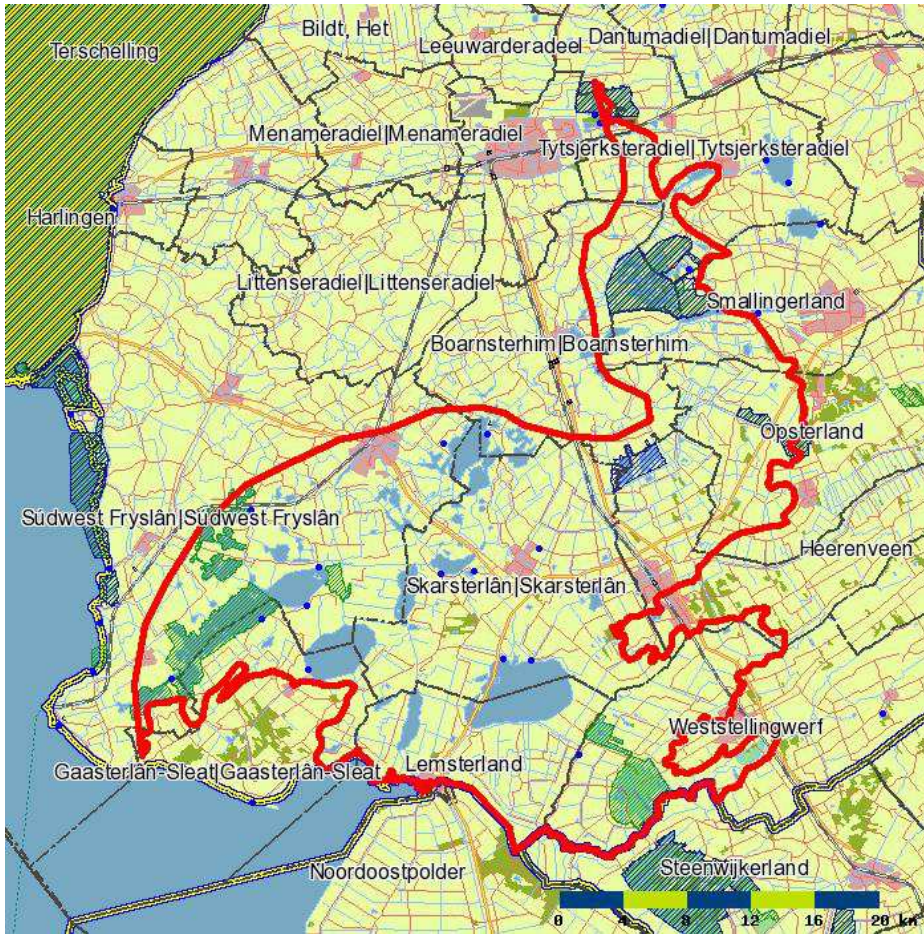 Bildt, Het
Dantumadiel|Dantumadiel
Leeuwarderadeel
Terschelling
Menameradiel|Menameradiel
Tytsjerksteradiel|Tytsjerksteradiel
Harlingen
Littenseradiel|Littenseradiel
Smallingerland
Boarnsterhim|Boarnsterhim
Opsterland
Súdwest Fryslân|Súdwest Fryslân
Heerenveen
Skarsterlân|Skarsterlân
Weststellingwerf
Lemsterland
Gaasterlân-Sleat|Gaasterlân-Sleat
Steenwijkerland
Noordoostpolder
0 4 8 12 16 20 km